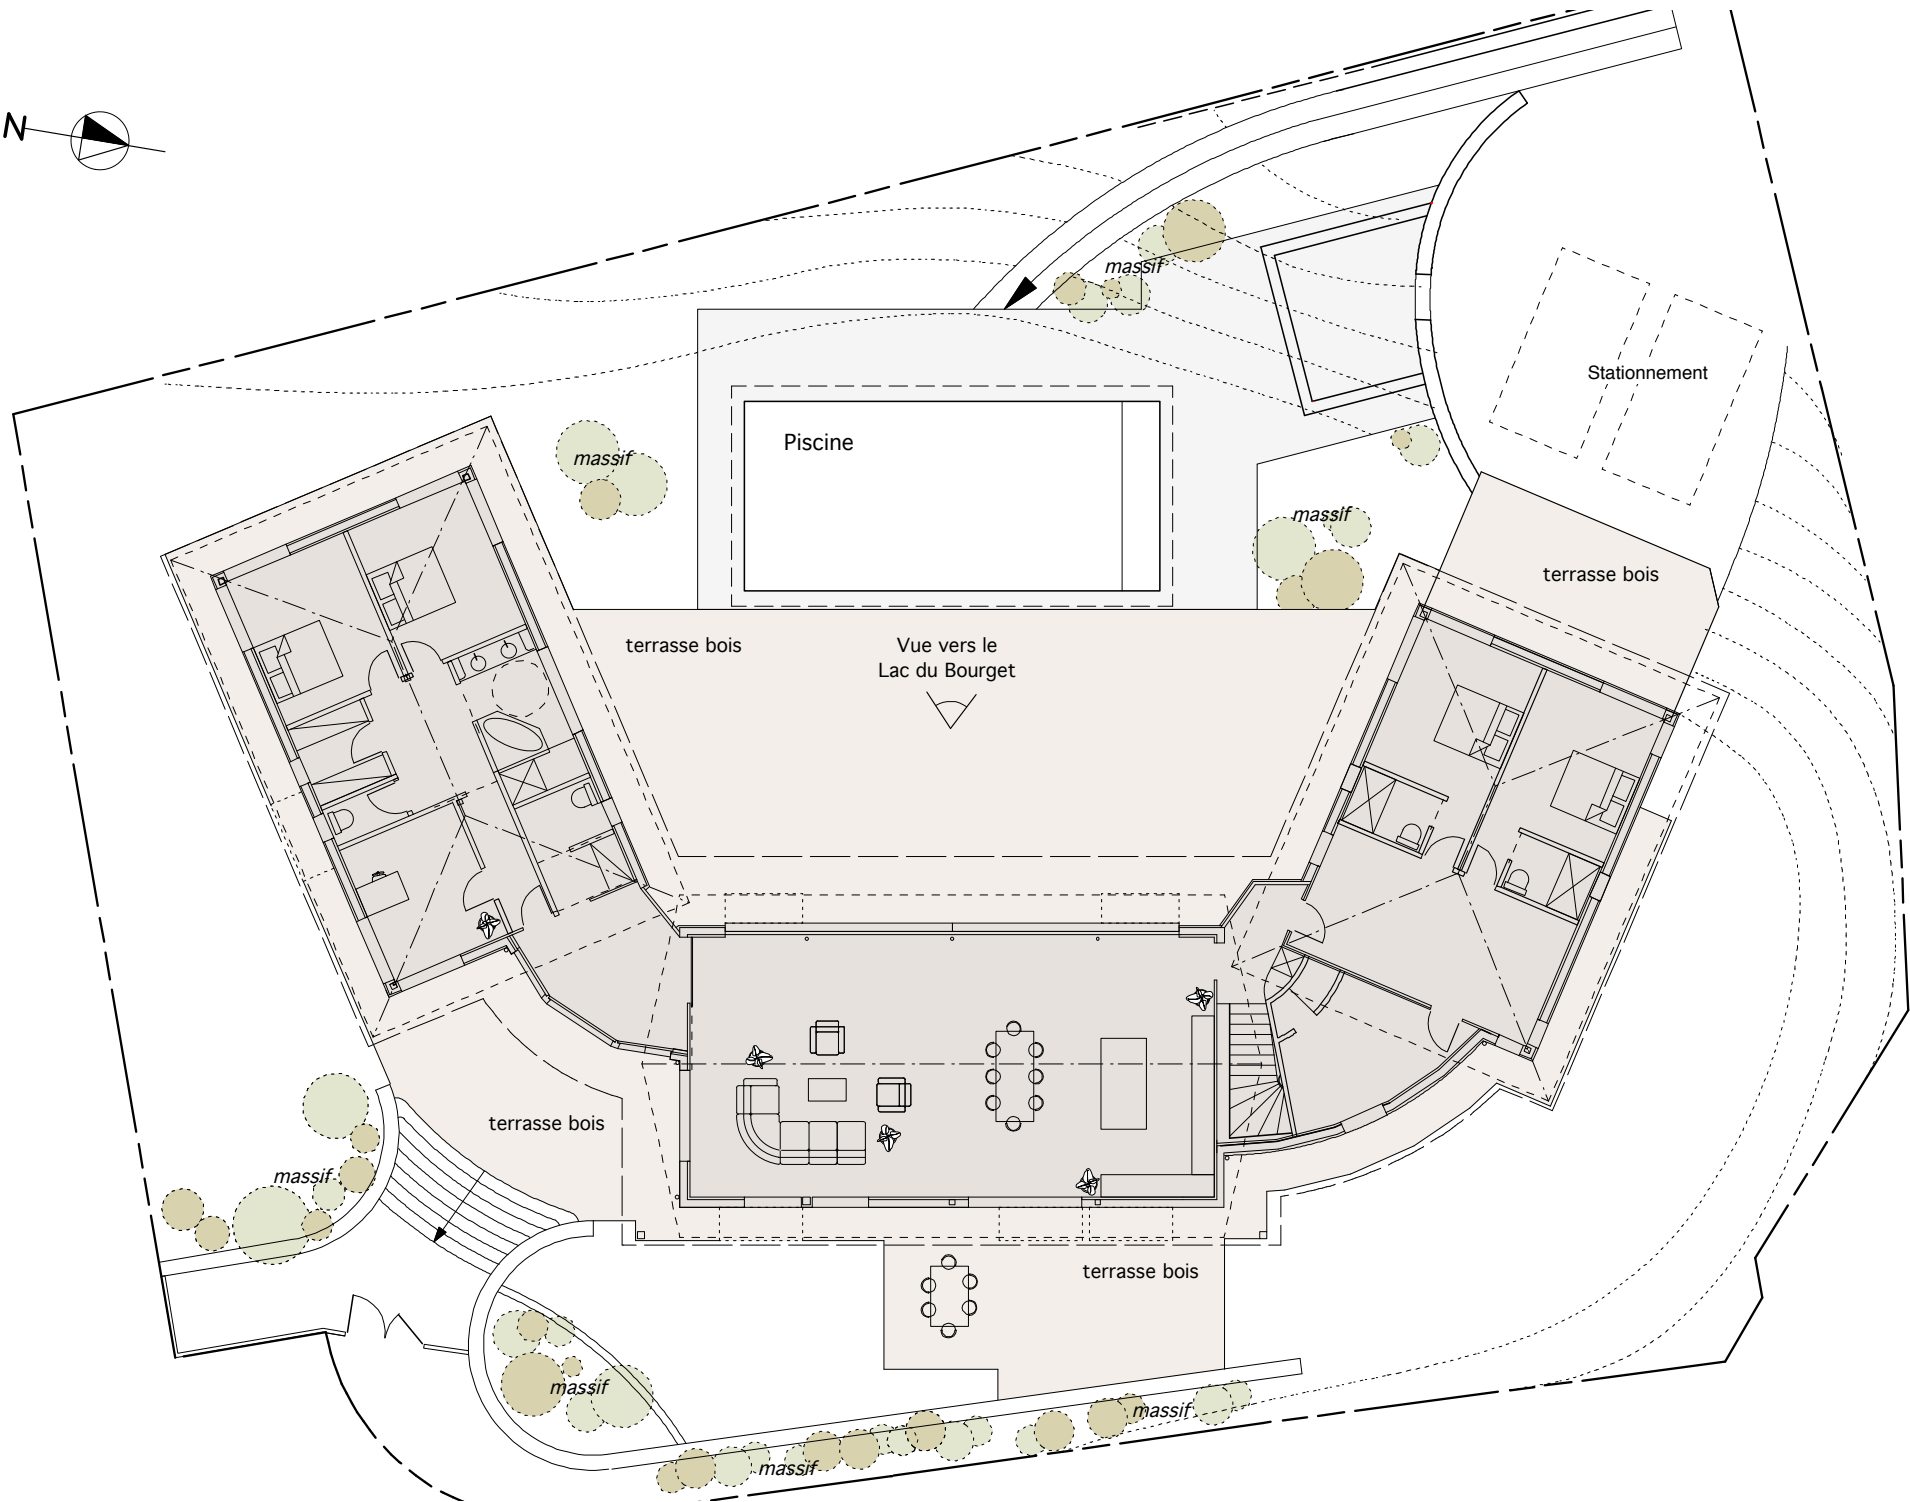 N
massif
Stationnement
Piscine
massif
massif
terrasse bois
terrasse bois
Vue vers le
Lac du Bourget
terrasse bois
massif
terrasse bois
massif
massif
massif